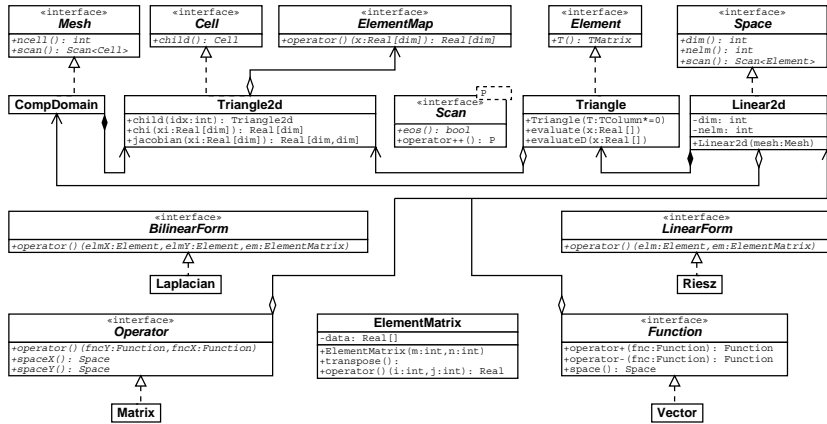 «interface»
Mesh
+ncell(): int
+scan(): Scan<Cell>
«interface»
Cell
+child(): Cell
«interface»
ElementMap
+operator()(x:Real[dim]): Real[dim]
«interface»
Element
+T(): TMatrix
«interface»
Space
+dim(): int
+nelm(): int
+scan(): Scan<Element>
CompDomain
Triangle2d
+child(idx:int): Triangle2d
+chi(xi:Real[dim]): Real[dim]
+jacobian(xi:Real[dim]): Real[dim,dim]
P
«interface»
Scan
+eos(): bool
+operator++(): P
Triangle
+Triangle(T:TColumn*=0)
+evaluate(x:Real[])
+evaluateD(x:Real[])
Linear2d
-dim: int
-nelm: int
+Linear2d(mesh:Mesh)
«interface»
BilinearForm
+operator()(elmX:Element,elmY:Element,em:ElementMatrix)
Laplacian
«interface»
LinearForm
+operator()(elm:Element,em:ElementMatrix)
Riesz
«interface»
Operator
+operator()(fncY:Function,fncX:Function)
+spaceX(): Space
+spaceY(): Space
Matrix
ElementMatrix
-data: Real[]
+ElementMatrix(m:int,n:int)
+transpose():
+operator()(i:int,j:int): Real
«interface»
Function
+operator+(fnc:Function): Function
+operator-(fnc:Function): Function
+space(): Space
Vector